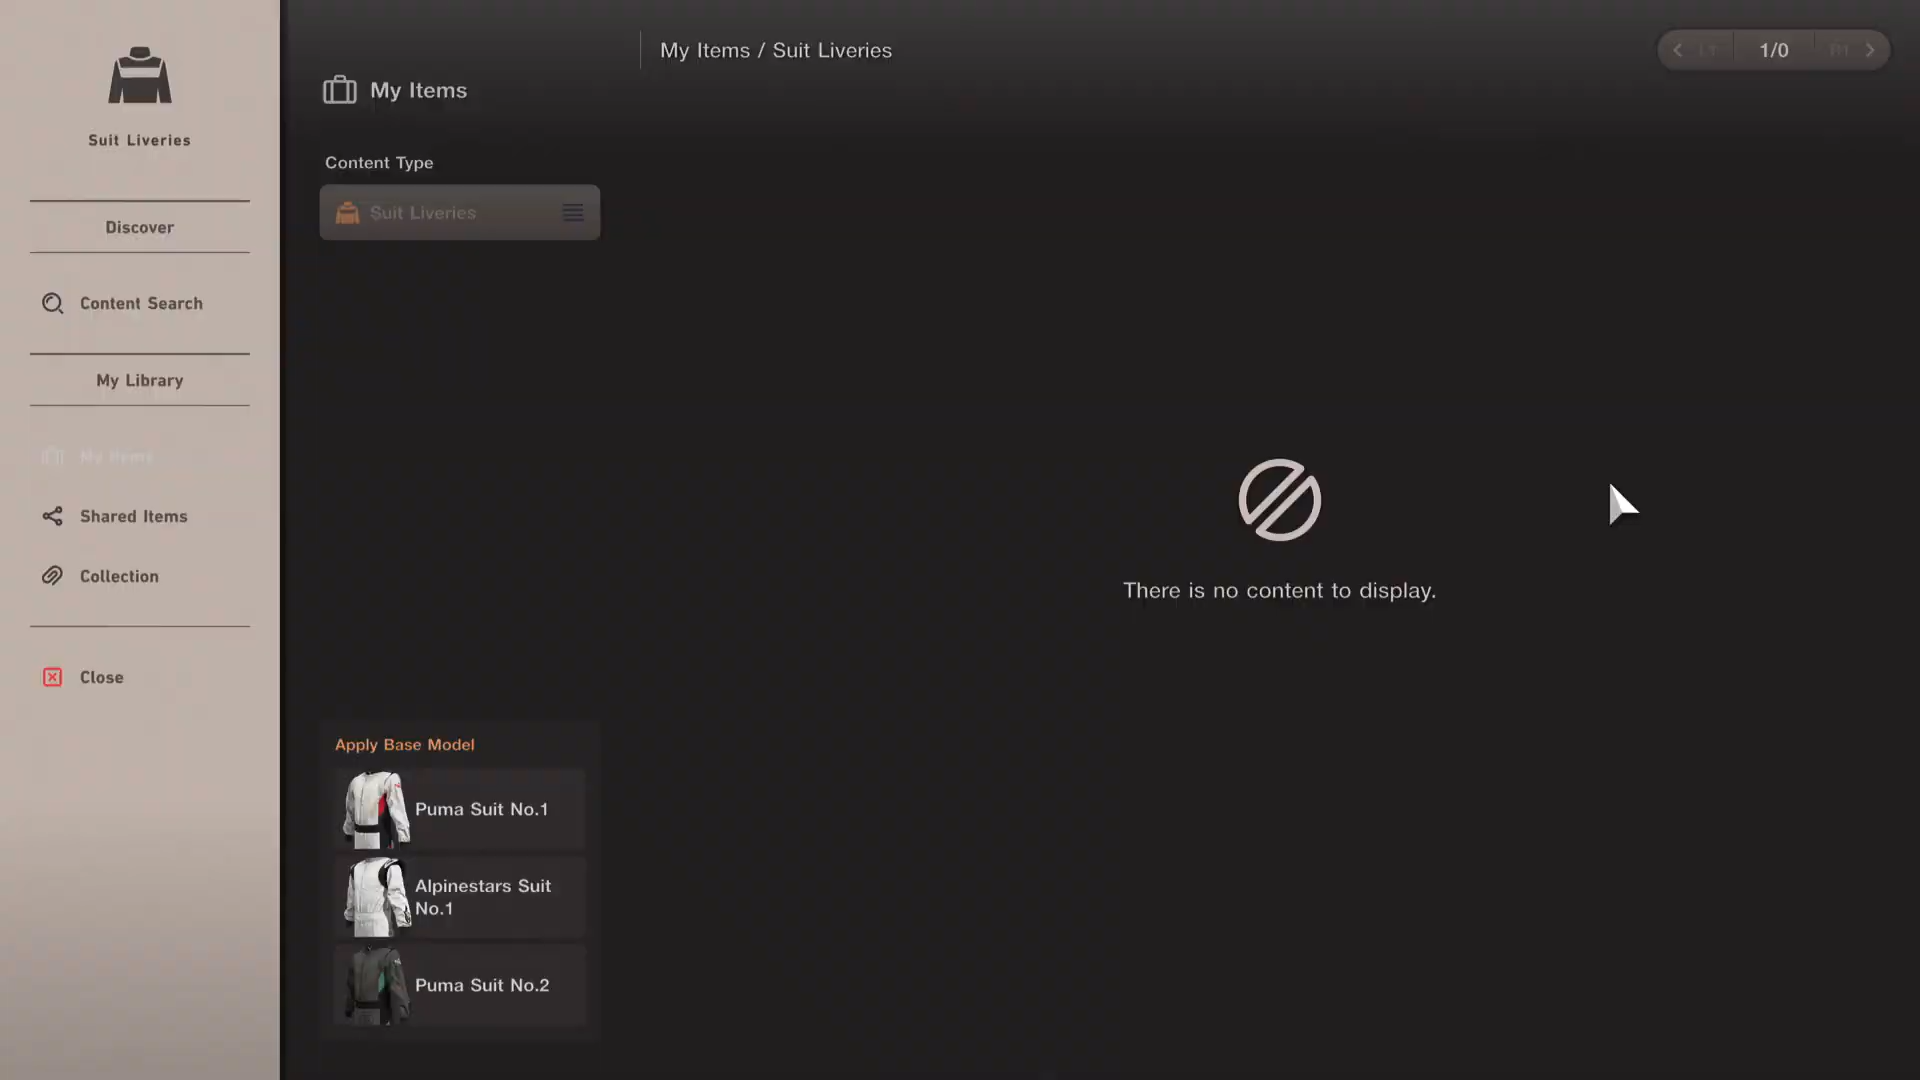 Suit Liveries
Discover
Content Search
My Library
My Items
Shared Items
Collection
Close
My Items
Content Type
Suit Liveries
Apply Base Model
Puma Suit No.1
Alpinestars Suit
No.1
Puma Suit No.2
My Items / Suit Liveries
1/0
There is no content to display.